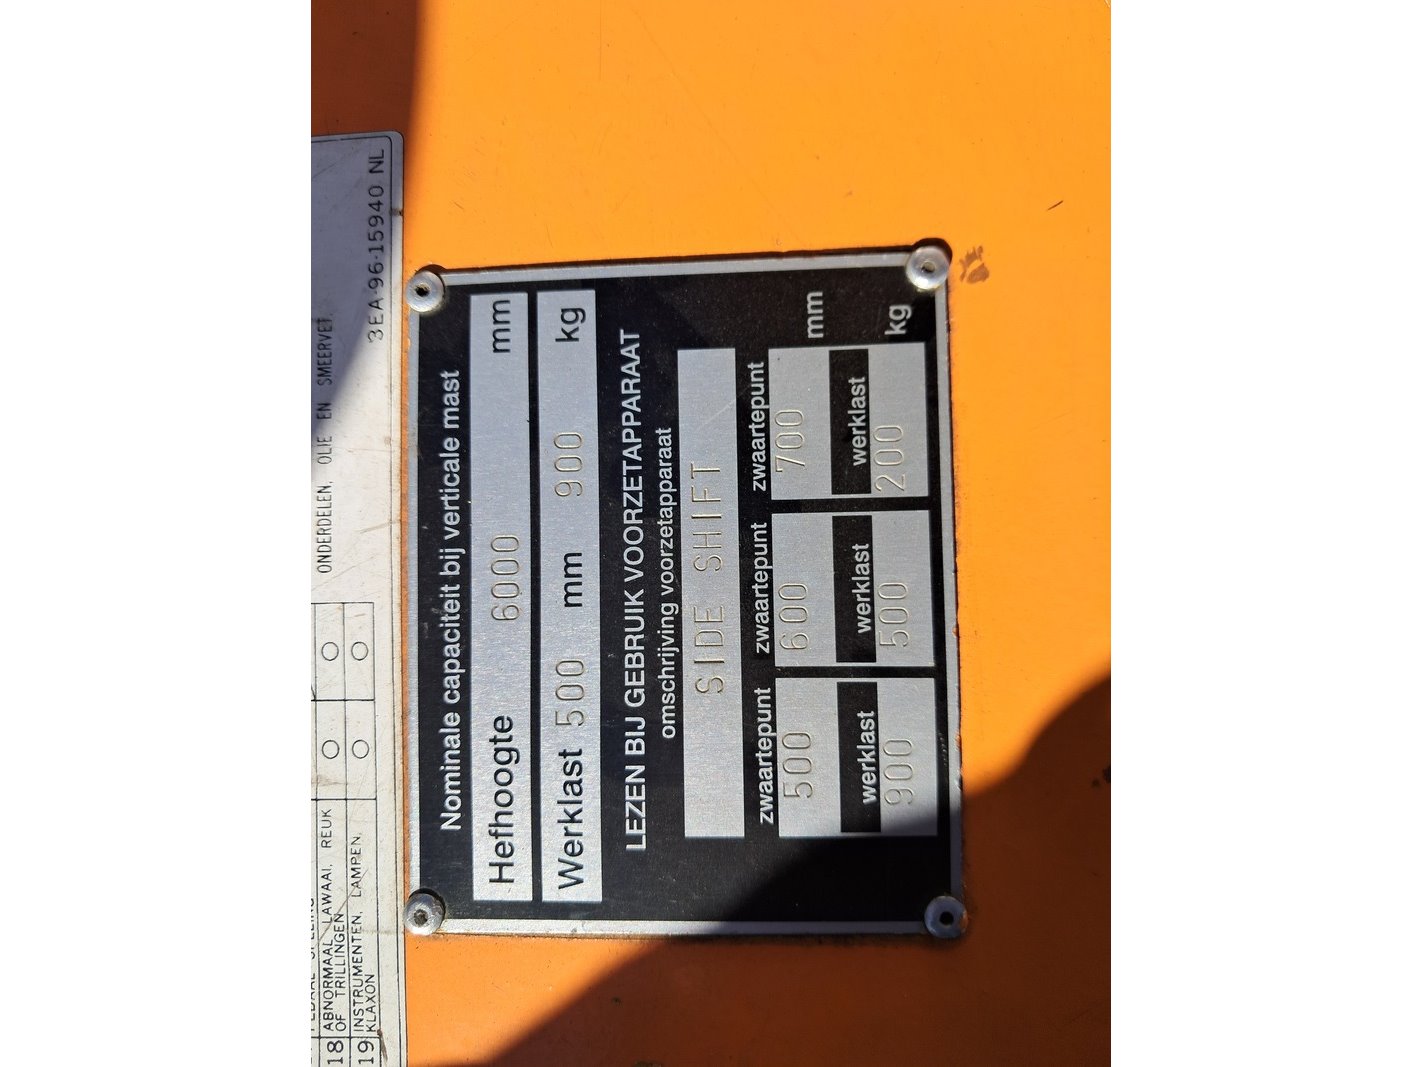 3EA-96-15940 NL
ONDERDELEN, OLIE EN SMEERVET.
18 ABNORMAAL LAWAAI, REUK
OF TRILLINGEN
19 INSTRUMENTEN, LAMPEN,
KLAXON
Nominale capaciteit bij verticale mast
Hefhoogte 6000 mm
Werklast 500 mm 900 kg
LEZEN BIJ GEBRUIK VOORZETAPPARAAT
omschrijving voorzetapparaat
SIDE SHIFT
zwaartepunt zwaartepunt zwaartepunt
500 600 700 mm
werklast werklast werklast
900 500 200 kg